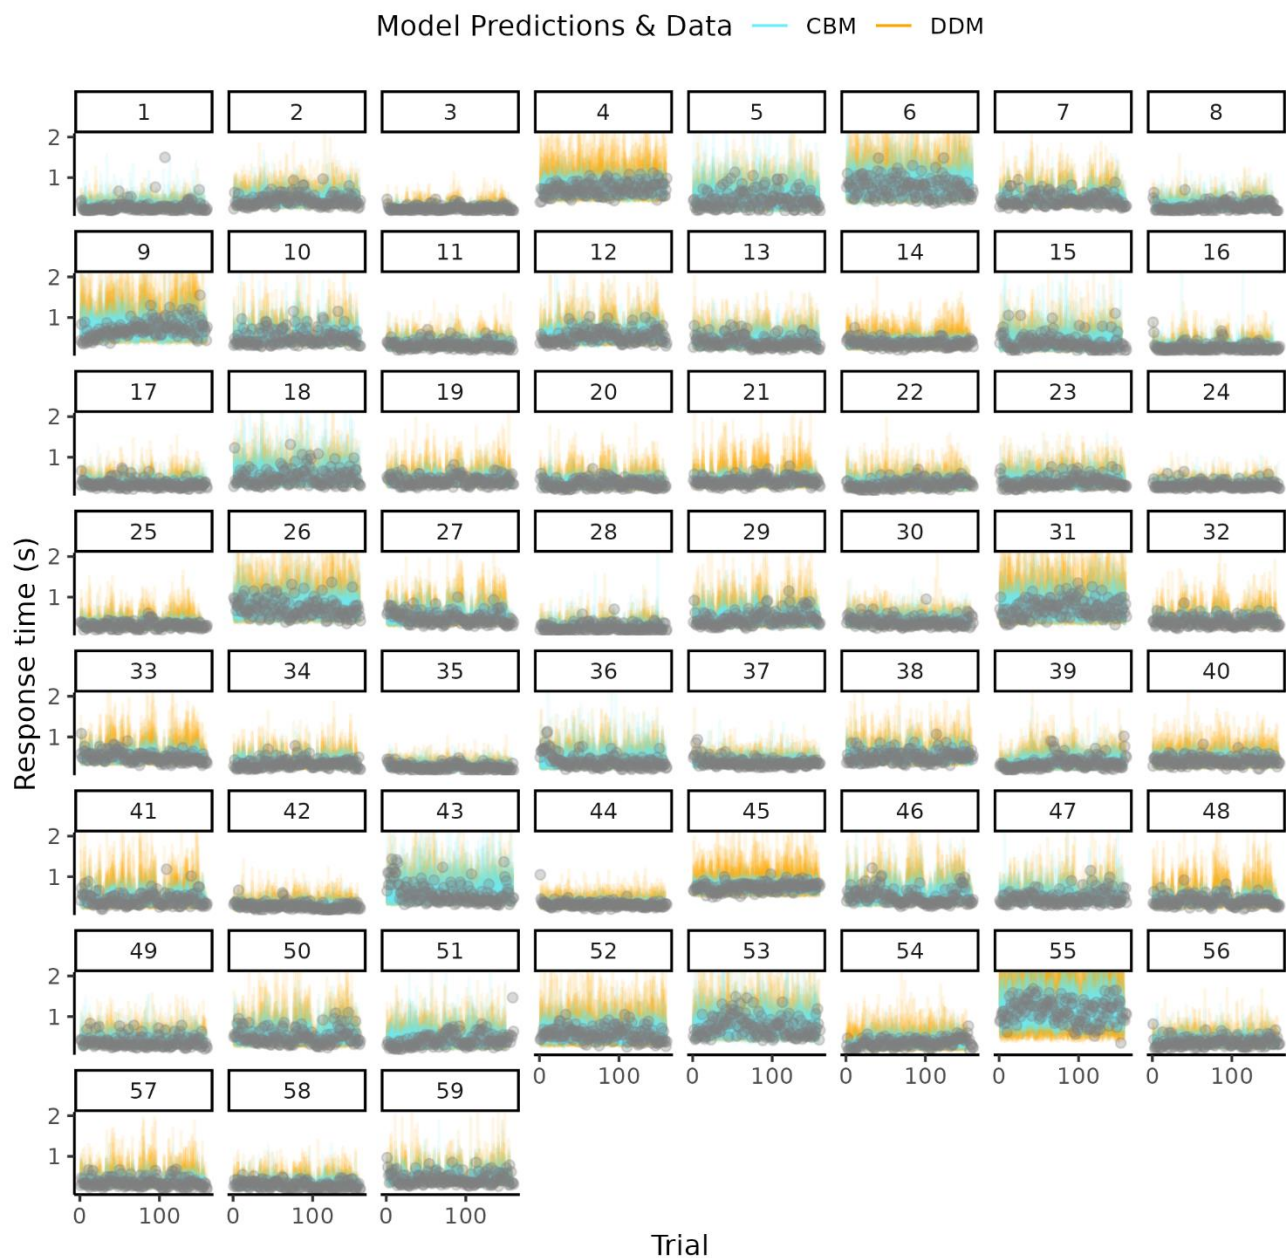 Model Predictions & Data CBM DDM
1 2 3 4 5 6 7 8
2
1
9 10 11 12 13 14 15 16
2
1
17 18 19 20 21 22 23 24
2
1
25 26 27 28 29 30 31 32
2
1
33 34 35 36 37 38 39 40
2
1
41 42 43 44 45 46 47 48
2
1
49 50 51 52 53 54 55 56
2
1
0 100 0 100 0 100 0 100 0 100
57 58 59
2
1
0 100 0 100 0 100
Response time (s)
Trial